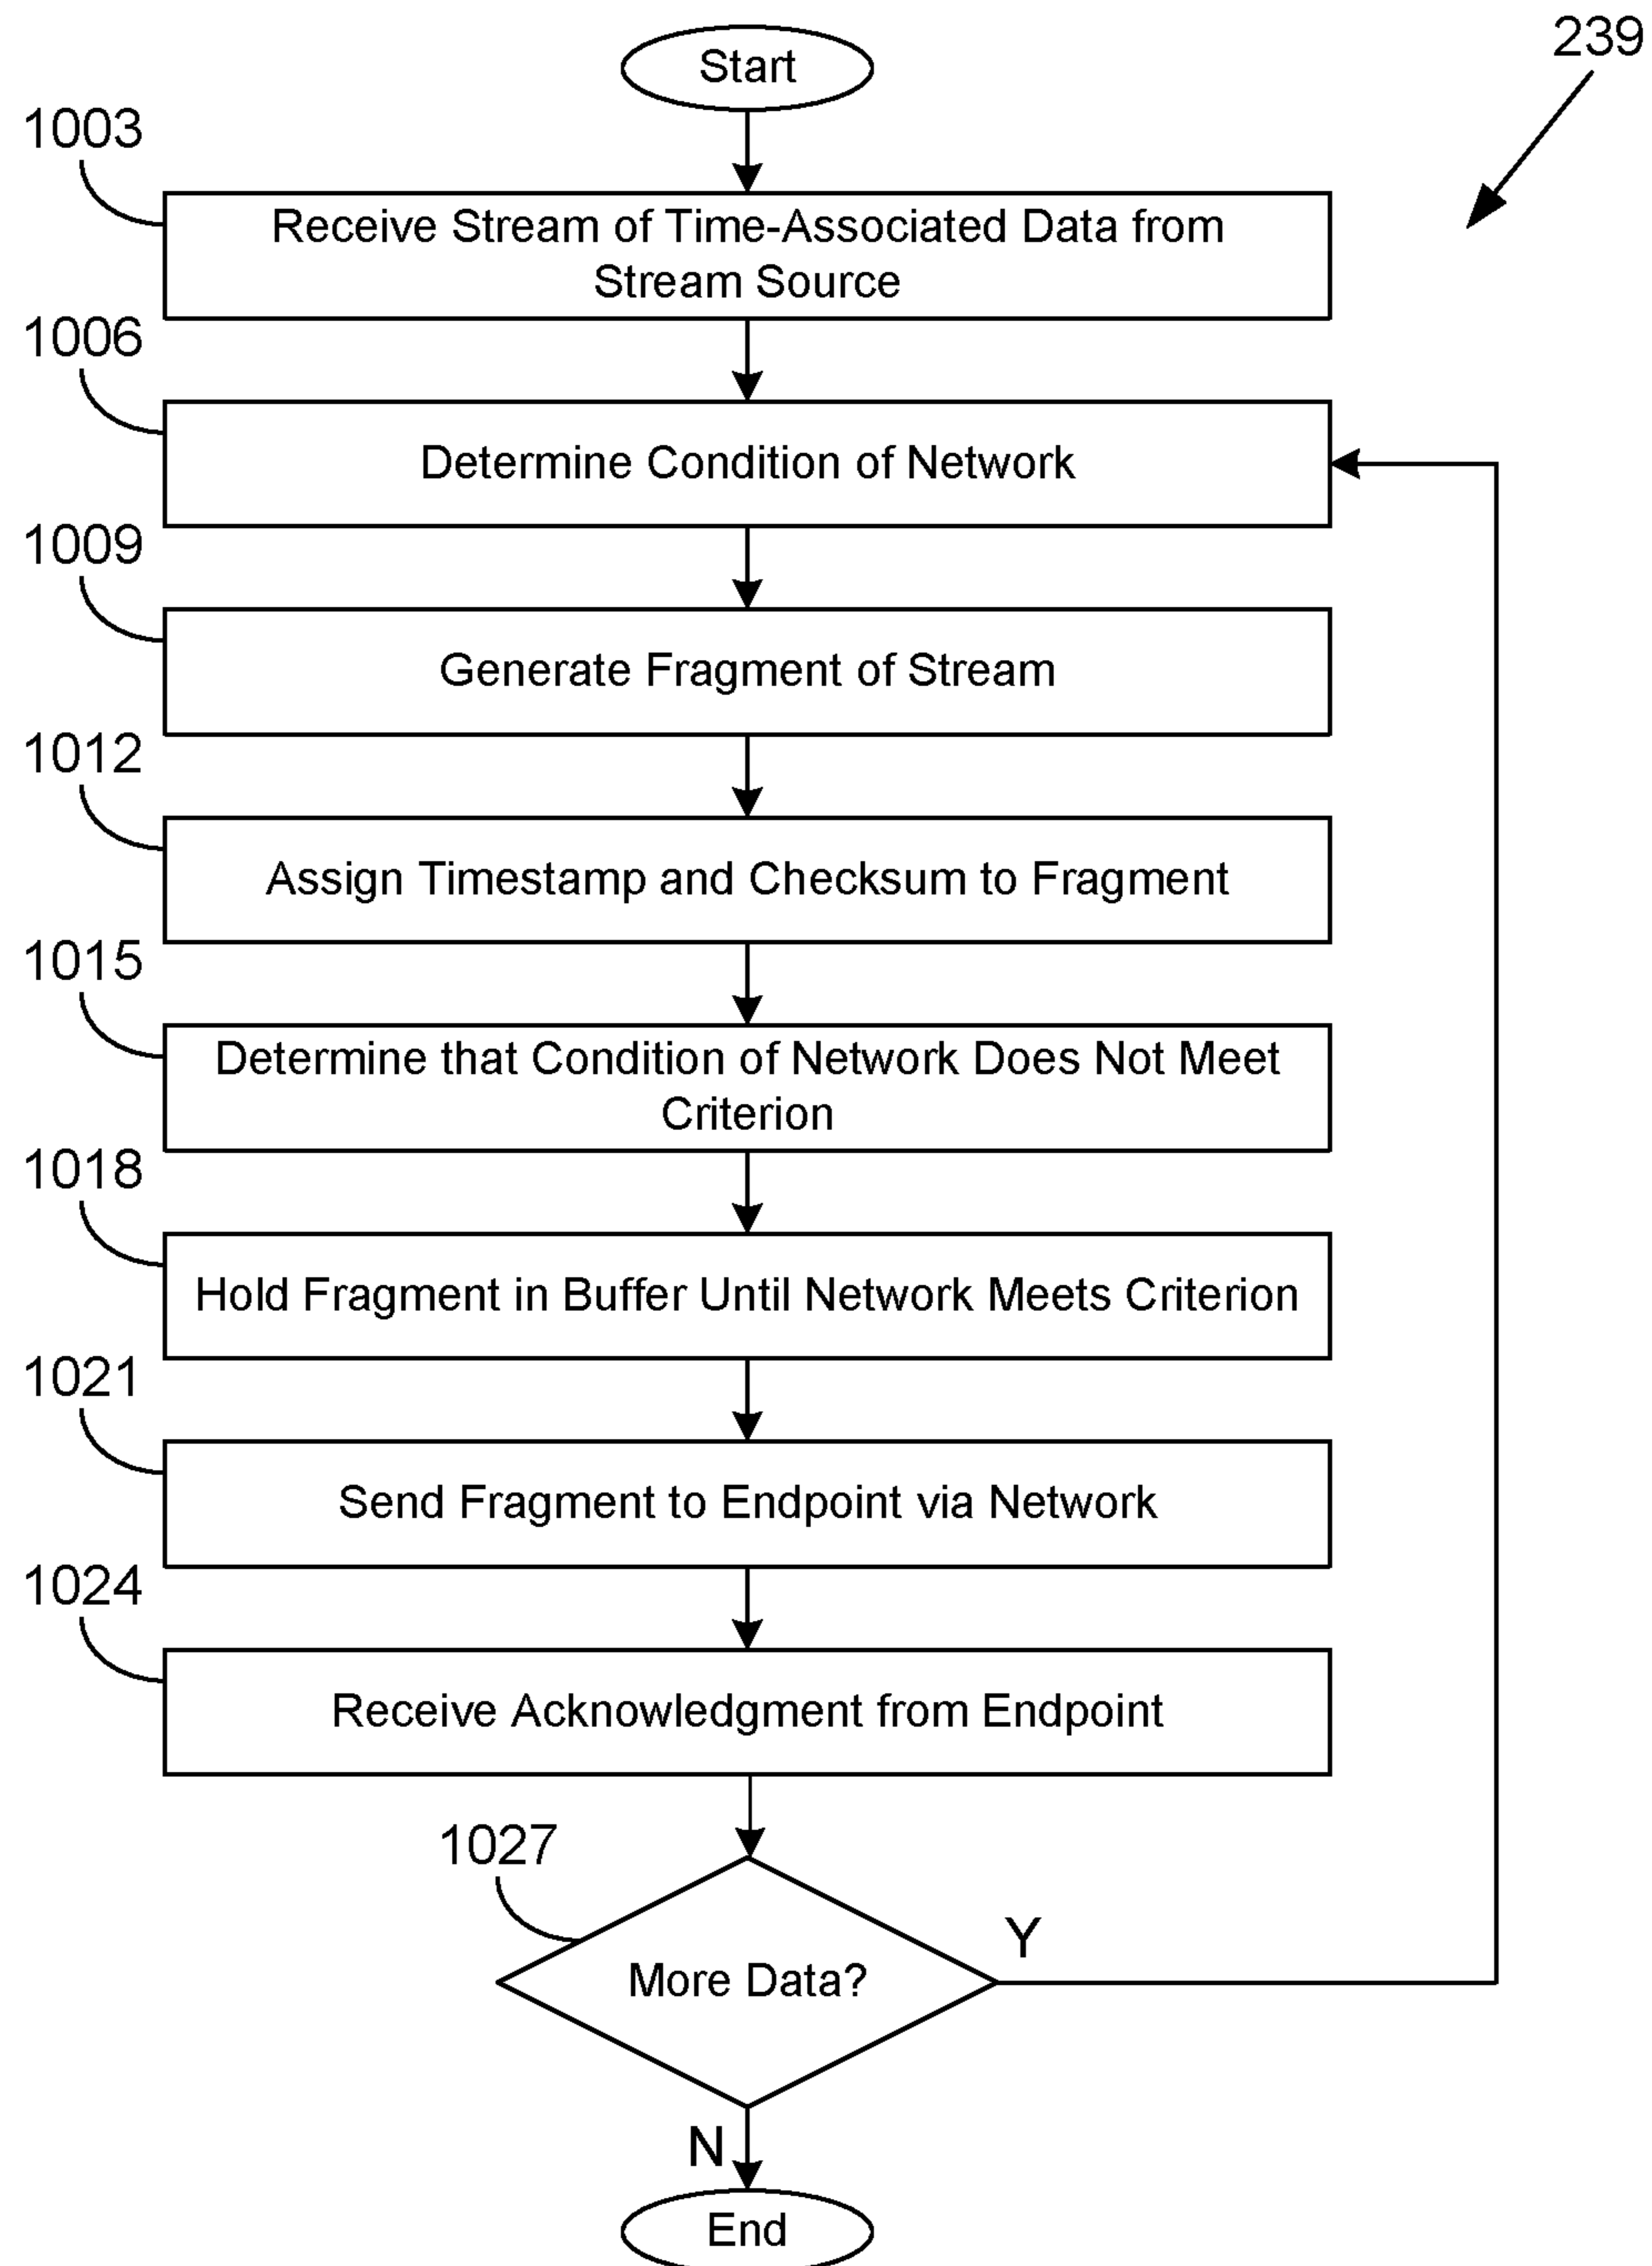 239
Start
1003
Receive Stream of Time-Associated Data from
Stream Source
1006
Determine Condition of Network
1009
Generate Fragment of Stream
1012
Assign Timestamp and Checksum to Fragment
1015
Determine that Condition of Network Does Not Meet
Criterion
1018
Hold Fragment in Buffer Until Network Meets Criterion
1021
Send Fragment to Endpoint via Network
1024
Receive Acknowledgment from Endpoint
1027
More Data?
Y
N
End